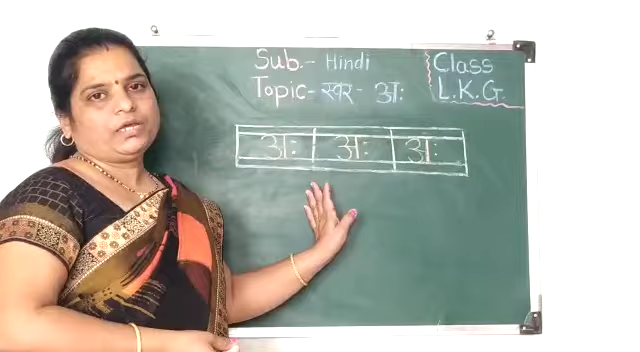 Sub.- Hindi
Topic- स्वर - अः
Class
L.K.G.
अः अः अः